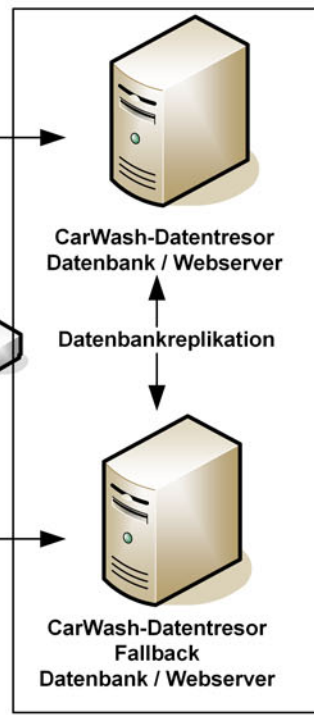 CarWash-Datentresor
Datenbank / Webserver
Datenbankreplikation
CarWash-Datentresor
Fallback
Datenbank / Webserver